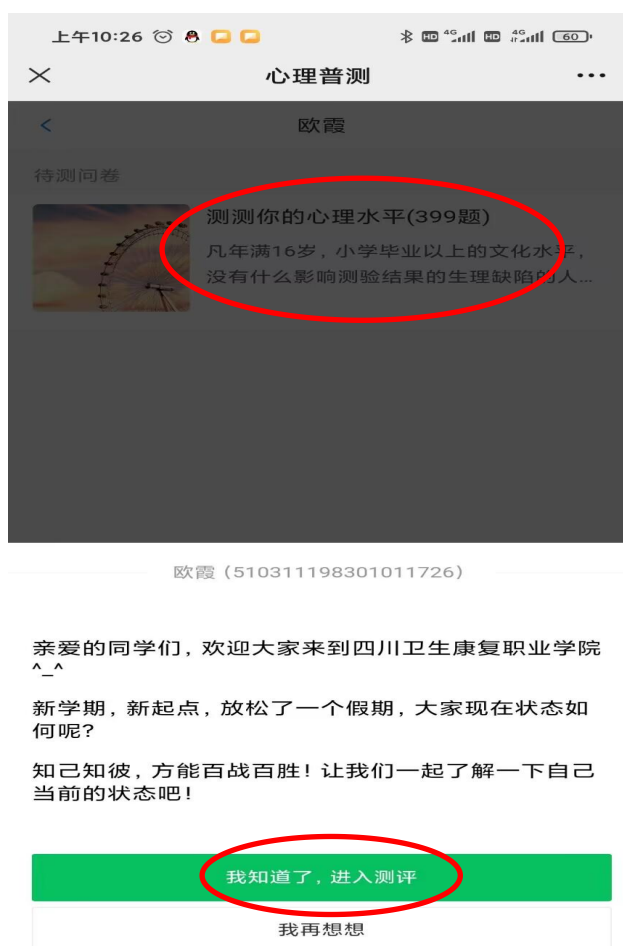 上午10:26
HD 4G HD 4G 60
心理普测
欧霞
待测问卷
测测你的心理水平(399题)
凡年满16岁，小学毕业以上的文化水平，
没有什么影响测验结果的生理缺陷的人...
欧霞 (510311198301011726)
亲爱的同学们，欢迎大家来到四川卫生康复职业学院
^_^
新学期，新起点，放松了一个假期，大家现在状态如
何呢?
知己知彼，方能百战百胜！让我们一起了解一下自己
当前的状态吧！
我知道了，进入测评
我再想想